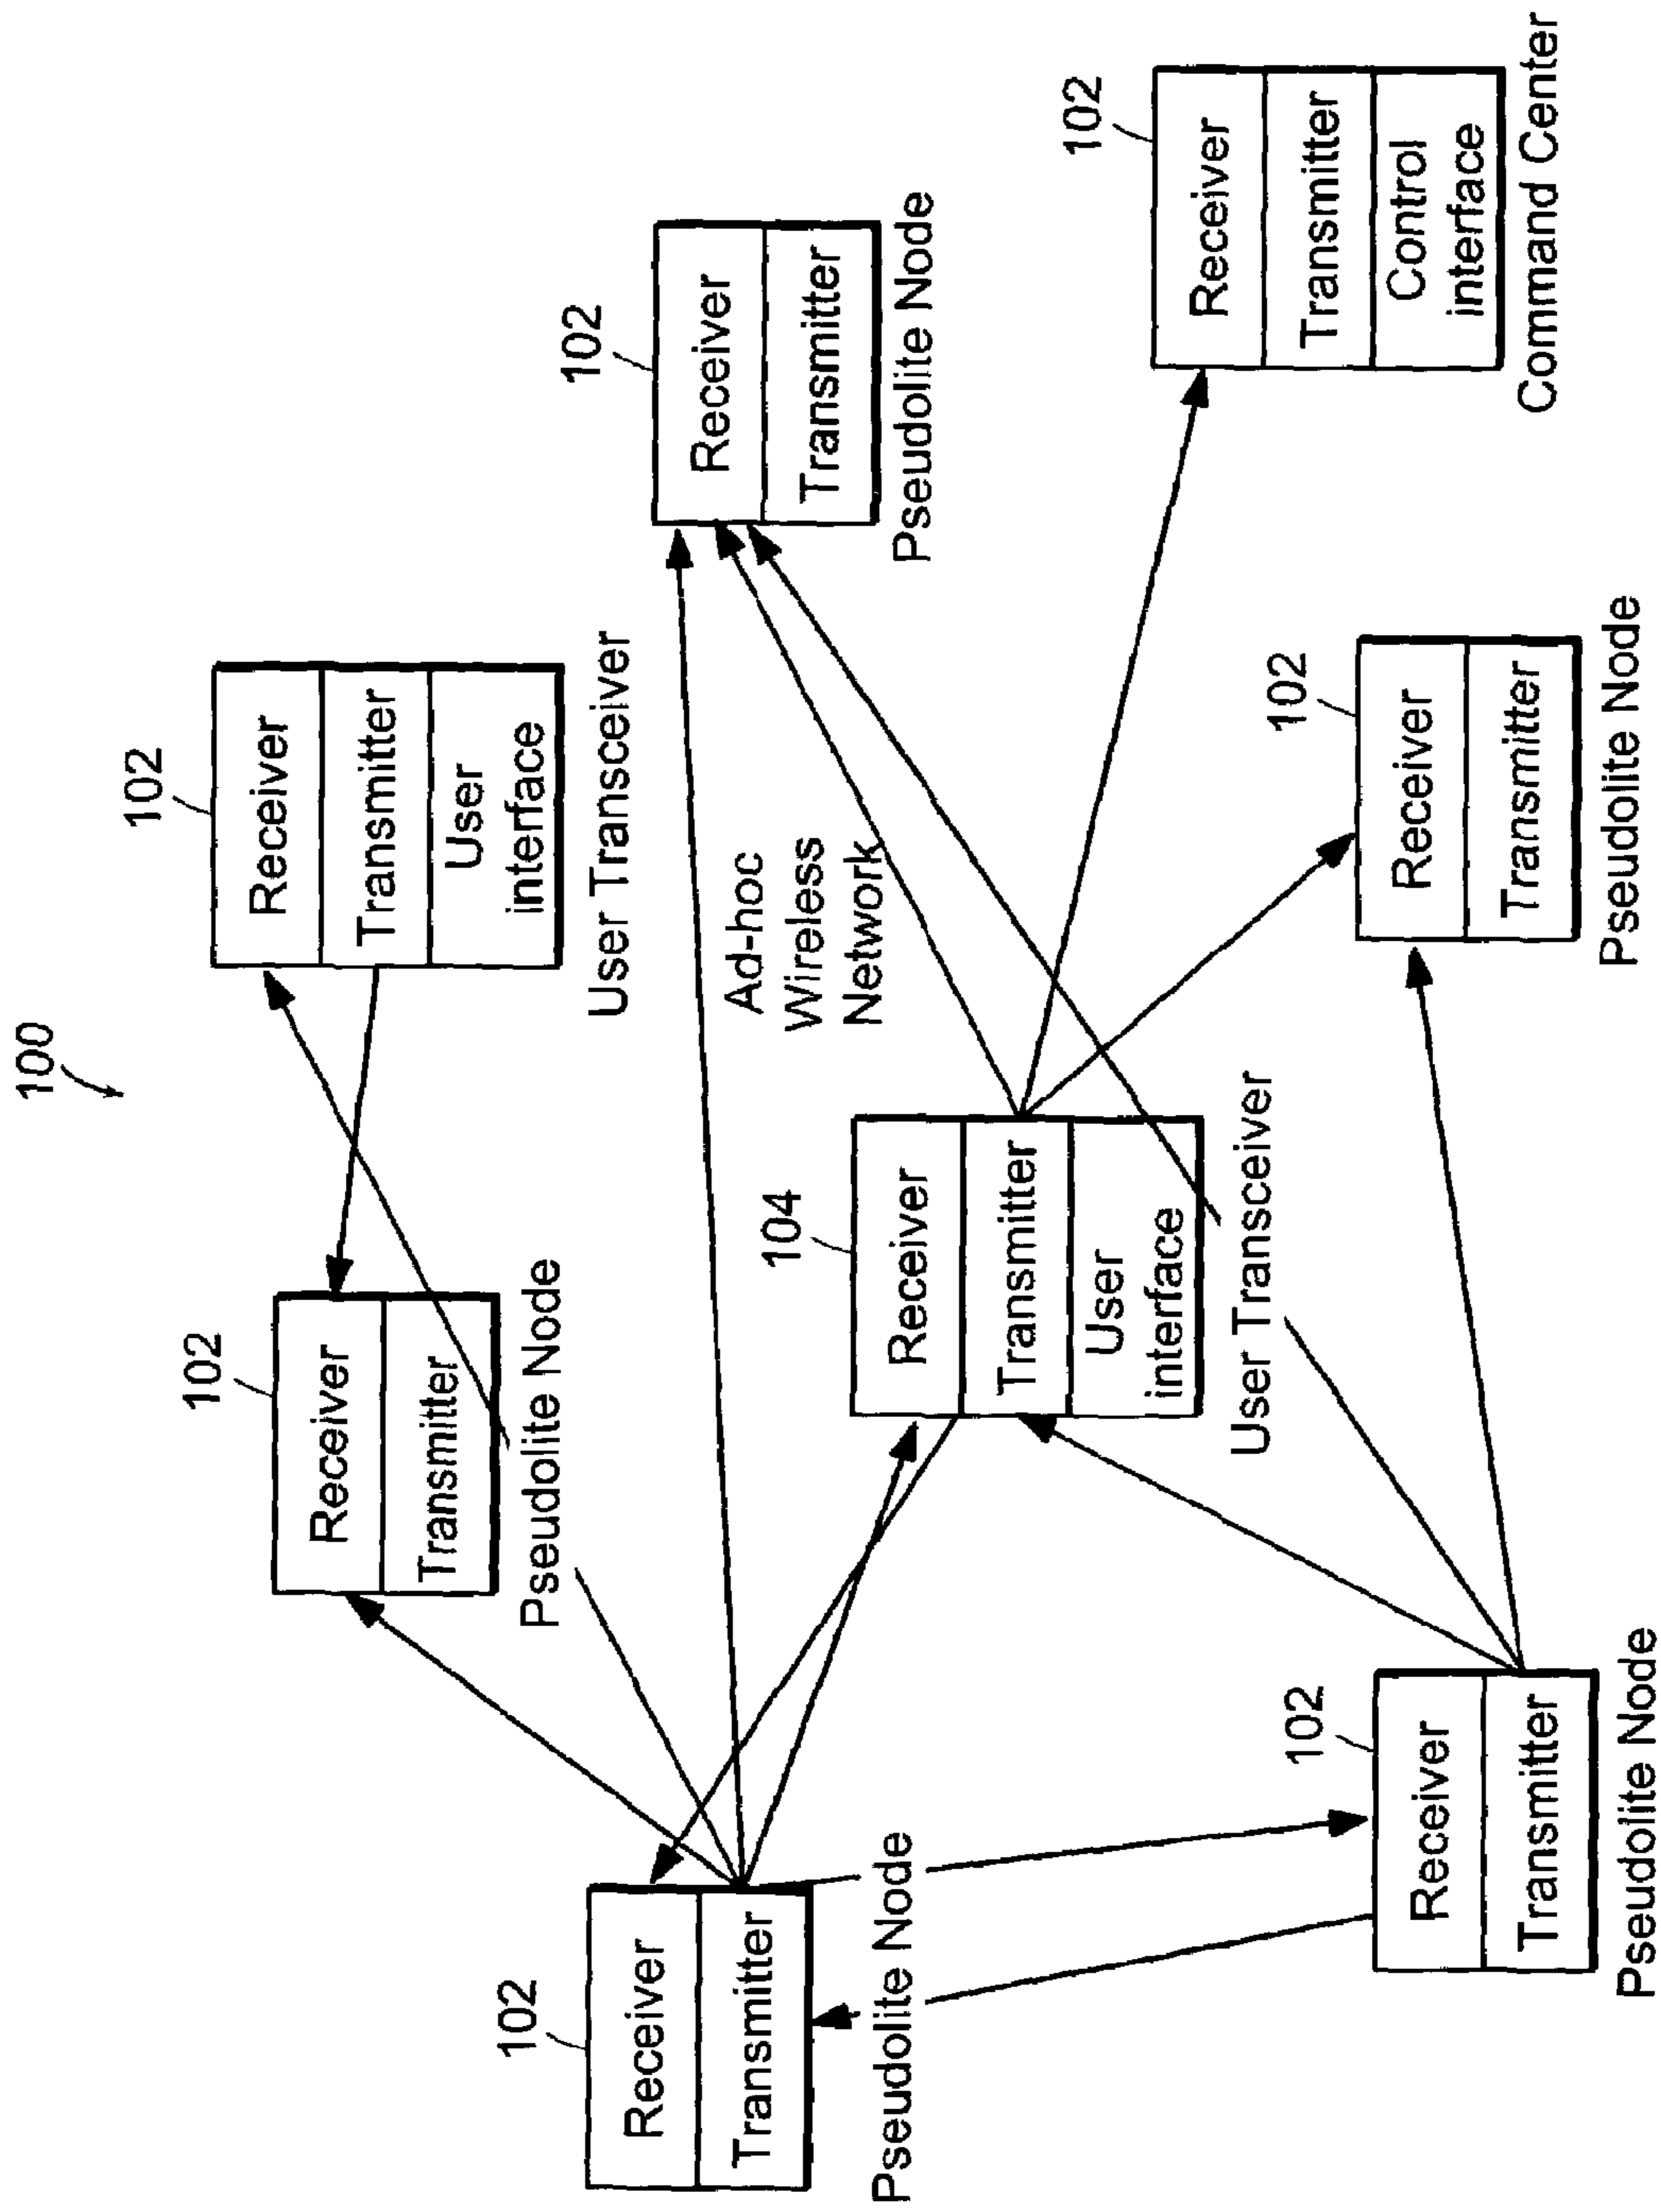 100
102
Receiver
Transmitter
User
interface
User Transceiver
102
Receiver
Transmitter
Pseudolite Node
102
Receiver
Transmitter
Pseudolite Node
102
Receiver
Transmitter
Pseudolite Node
Ad-hoc
Wireless
Network
104
Receiver
Transmitter
User
interface
User Transceiver
102
Receiver
Transmitter
Control
interface
Command Center
102
Receiver
Transmitter
Pseudolite Node
102
Receiver
Transmitter
Pseudolite Node